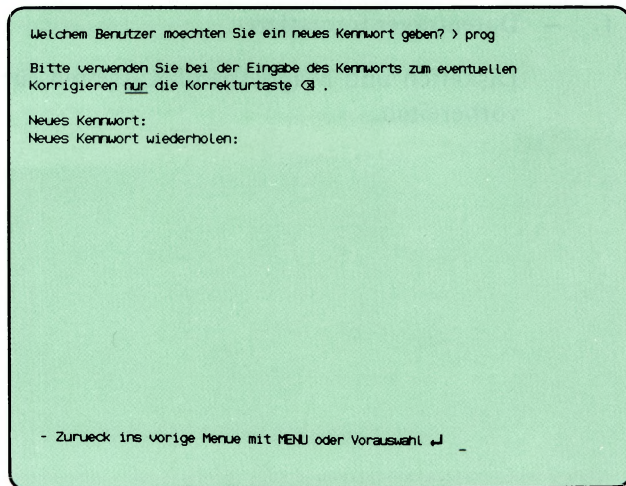 Welchem Benutzer moechten Sie ein neues Kennwort geben? > prog
Bitte verwenden Sie bei der Eingabe des Kennworts zum eventuellen
Korrigieren nur die Korrekturtaste ⌫ .
Neues Kennwort:
Neues Kennwort wiederholen:
- Zurueck ins vorige Menue mit MENU oder Vorauswahl ↵ _